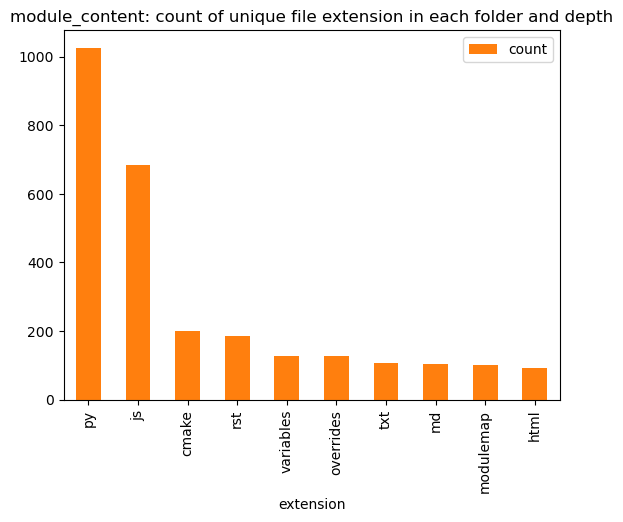 module_content: count of unique file extension in each folder and depth
count
1000
800
600
400
200
0
py
js
cmake
rst
variables
overrides
txt
md
modulemap
html
extension